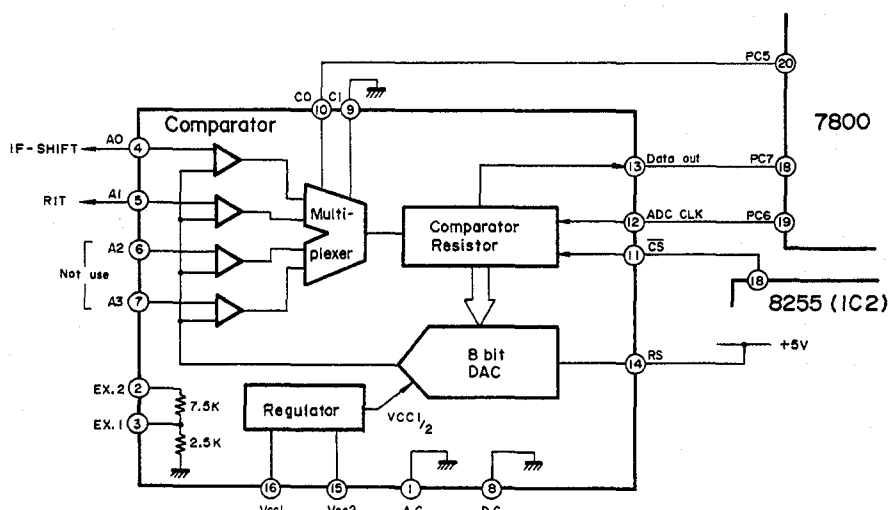 PC5
20
C0 C1
10 9
Comparator
7800
A0
IF-SHIFT 4
13 Data out PC7 18
A1
RIT 5
Multi-
plexer
Comparator
Resistor
12 ADC CLK PC6 19
A2
6
Not use
CS
11
18
A3
7
8255 (IC2)
8 bit
DAC
+5V
14 RS
EX.2 2
7.5K
Regulator
VCC1/2
EX.1 3
2.5K
16 15 1 8
Vcc1 Vcc2 A.G D.G